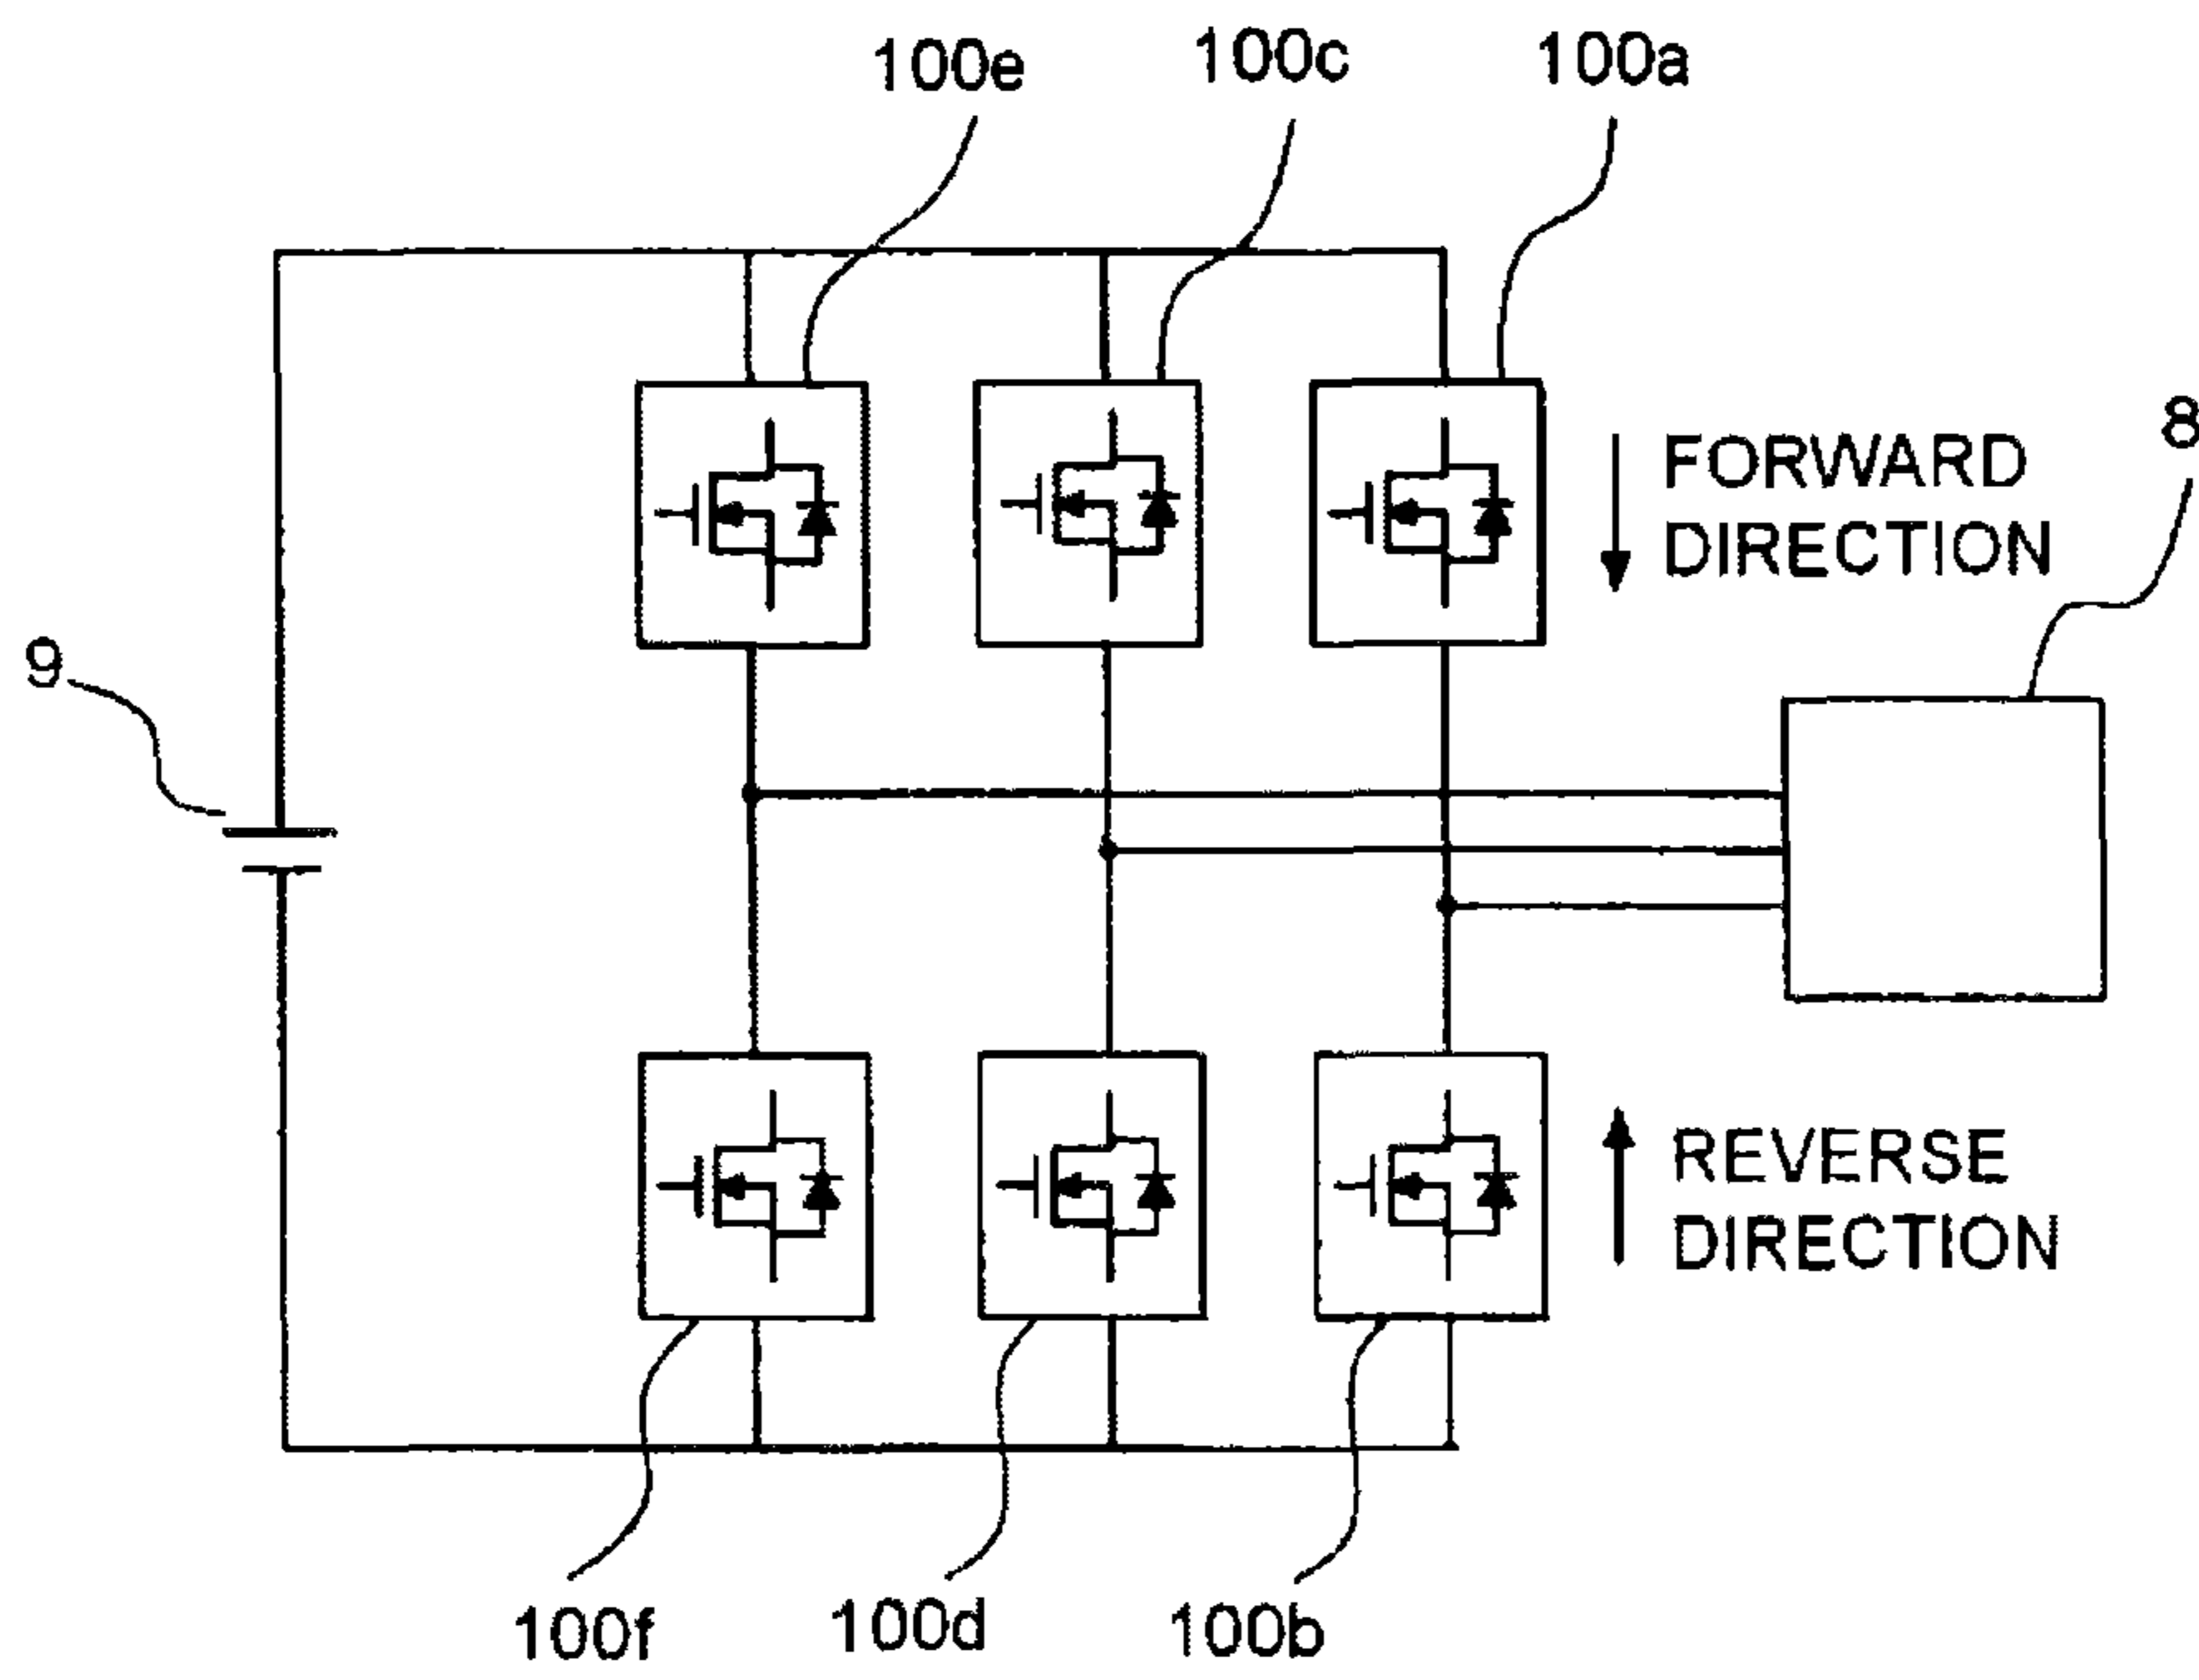 100e
100c
100a
8
FORWARD
DIRECTION
9
REVERSE
DIRECTION
100f
100d
100b